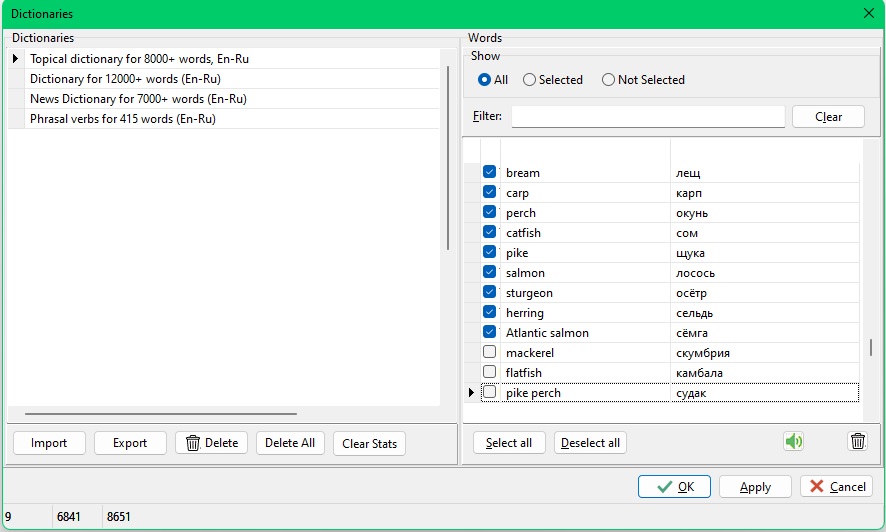 Dictionaries
Dictionaries
Topical dictionary for 8000+ words, En-Ru
Dictionary for 12000+ words (En-Ru)
News Dictionary for 7000+ words (En-Ru)
Phrasal verbs for 415 words (En-Ru)
Import Export Delete Delete All Clear Stats
Words
Show
All Selected Not Selected
Filter: Clear
bream лещ
carp карп
perch окунь
catfish сом
pike щука
salmon лосось
sturgeon осётр
herring сельдь
Atlantic salmon сёмга
mackerel скумбрия
flatfish камбала
pike perch судак
Select all Deselect all
OK Apply Cancel
9 6841 8651